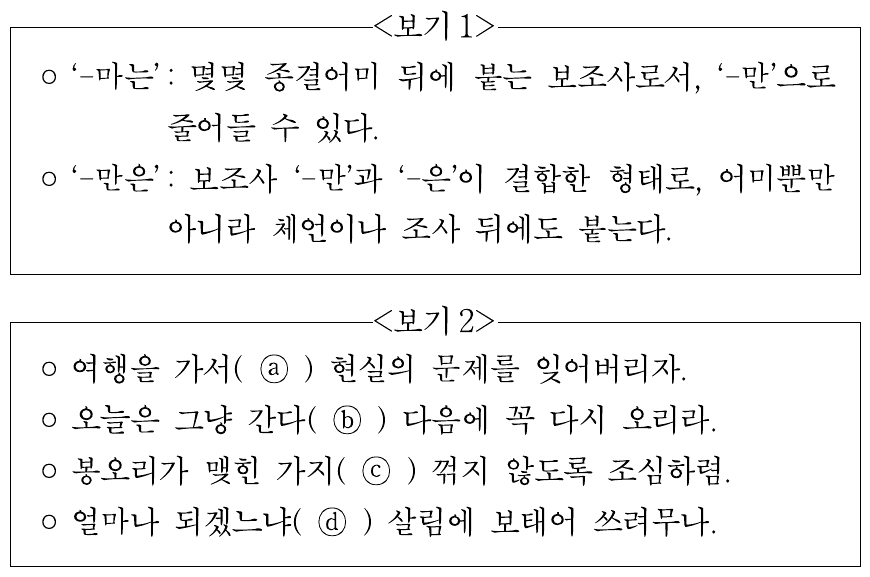 <보기 1>
○ ‘-마는’ : 몇몇 종결어미 뒤에 붙는 보조사로서, ‘-만’으로
줄어들 수 있다.
○ ‘-만은’ : 보조사 ‘-만’과 ‘-은’이 결합한 형태로, 어미뿐만
아니라 체언이나 조사 뒤에도 붙는다.
<보기 2>
○ 여행을 가서( ⓐ ) 현실의 문제를 잊어버리자.
○ 오늘은 그냥 간다( ⓑ ) 다음에 꼭 다시 오리라.
○ 봉오리가 맺힌 가지( ⓒ ) 꺾지 않도록 조심하렴.
○ 얼마나 되겠느냐( ⓓ ) 살림에 보태어 쓰려무나.